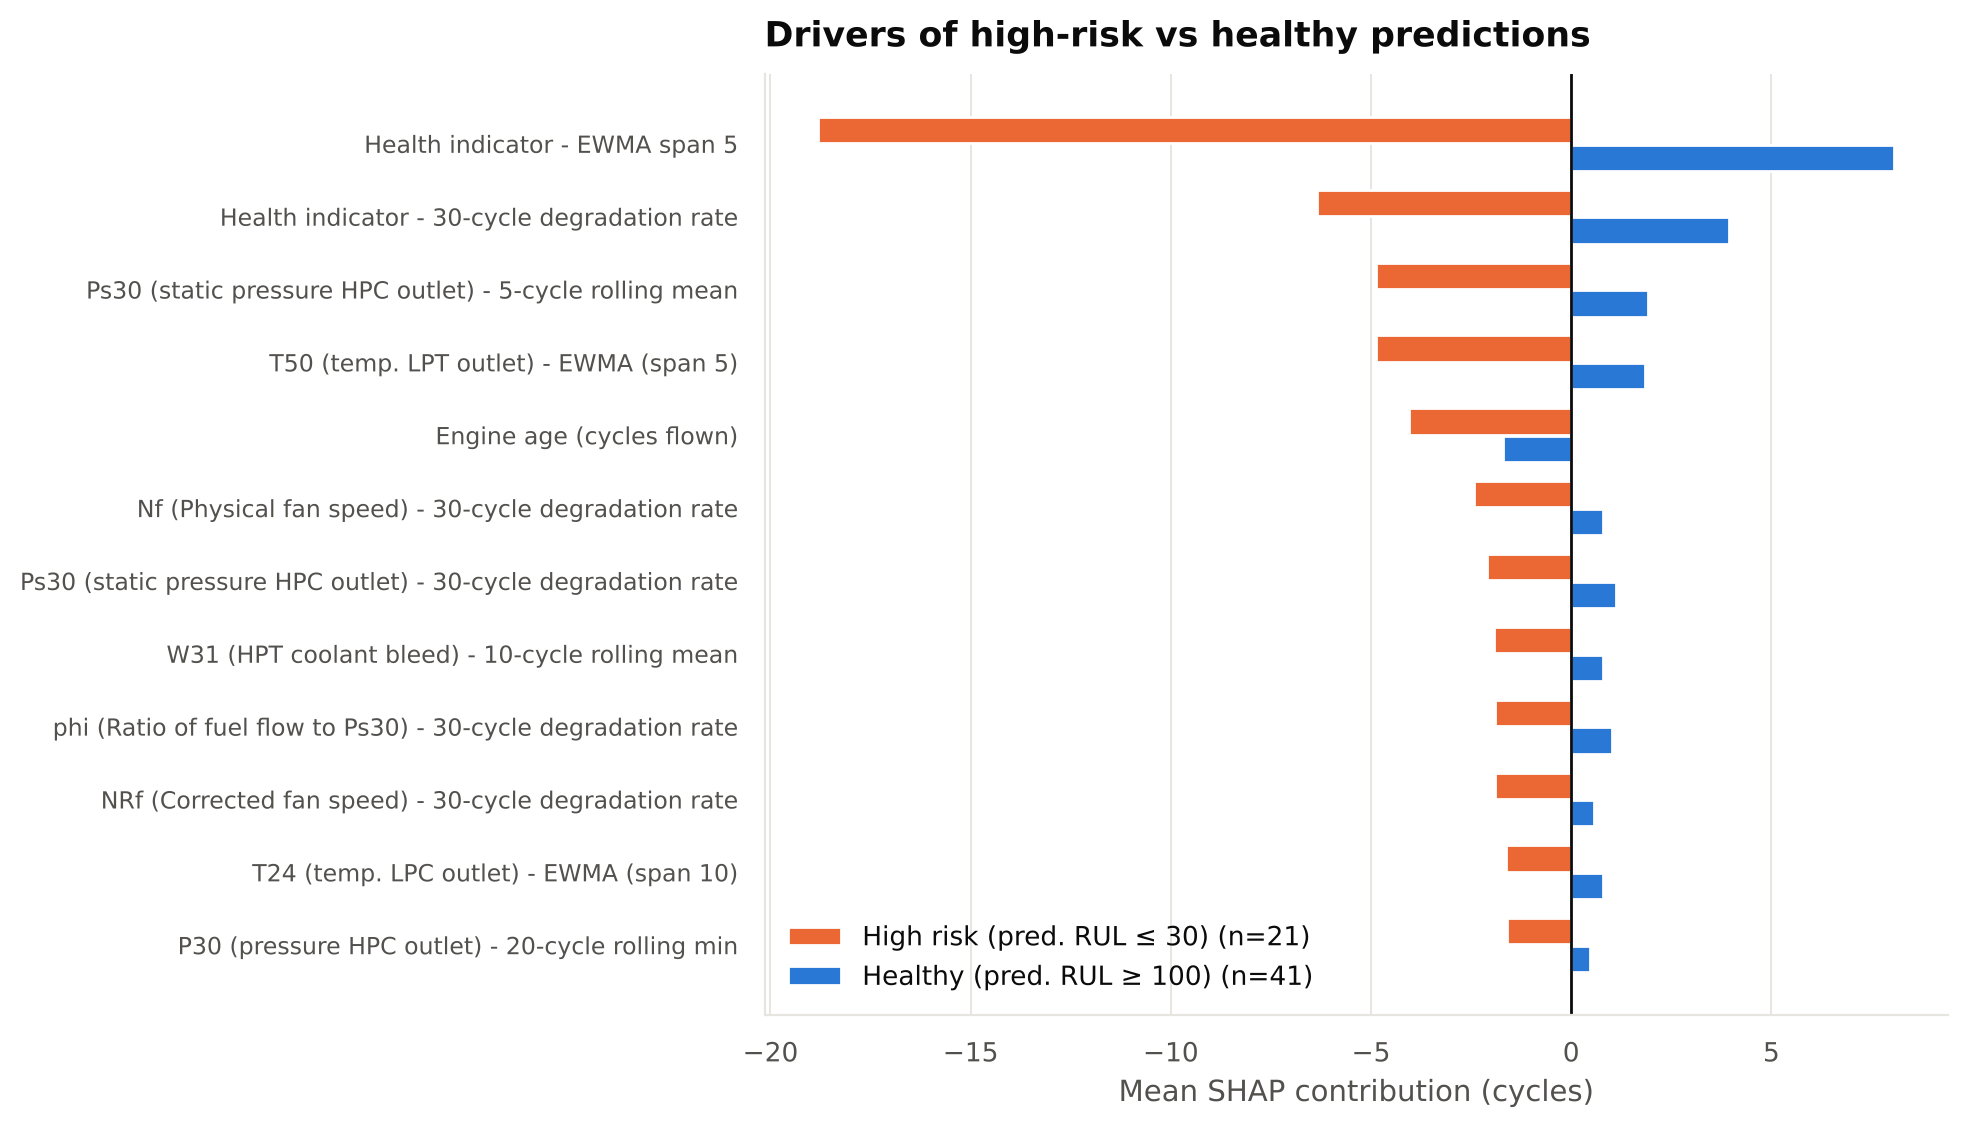 Drivers of high-risk vs healthy predictions
Health indicator - EWMA span 5
Health indicator - 30-cycle degradation rate
Ps30 (static pressure HPC outlet) - 5-cycle rolling mean
T50 (temp. LPT outlet) - EWMA (span 5)
Engine age (cycles flown)
Nf (Physical fan speed) - 30-cycle degradation rate
Ps30 (static pressure HPC outlet) - 30-cycle degradation rate
W31 (HPT coolant bleed) - 10-cycle rolling mean
phi (Ratio of fuel flow to Ps30) - 30-cycle degradation rate
NRf (Corrected fan speed) - 30-cycle degradation rate
T24 (temp. LPC outlet) - EWMA (span 10)
P30 (pressure HPC outlet) - 20-cycle rolling min
High risk (pred. RUL ≤ 30) (n=21)
Healthy (pred. RUL ≥ 100) (n=41)
−20 −15 −10 −5 0 5
Mean SHAP contribution (cycles)